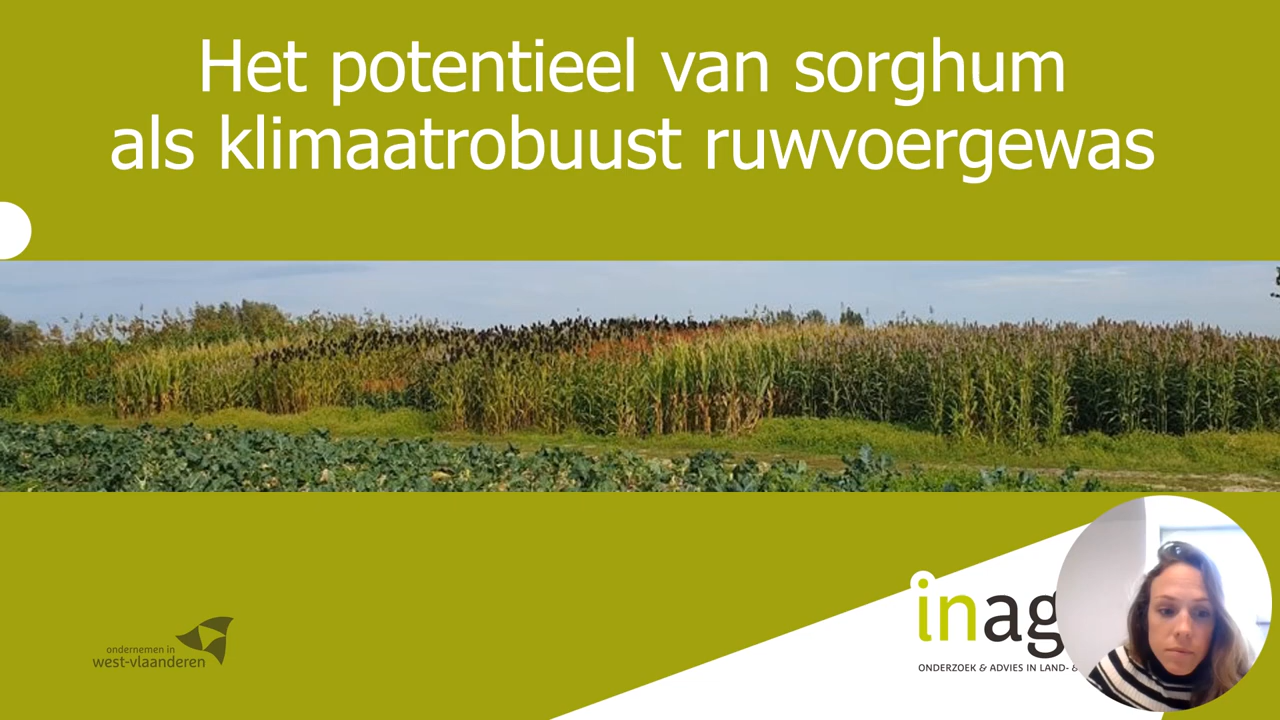 Het potentieel van sorghum
als klimaatrobuust ruwvoergewas
ondernemen in
west-vlaanderen
inag
ONDERZOEK & ADVIES IN LAND- &